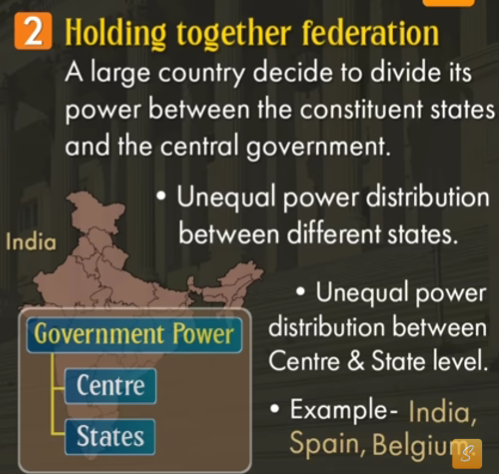 2 Holding together federation
A large country decide to divide its
power between the constituent states
and the central government.
• Unequal power distribution
between different states.
India
• Unequal power
distribution between
Centre & State level.
Government Power
Centre
States
• Example- India,
Spain, Belgium.